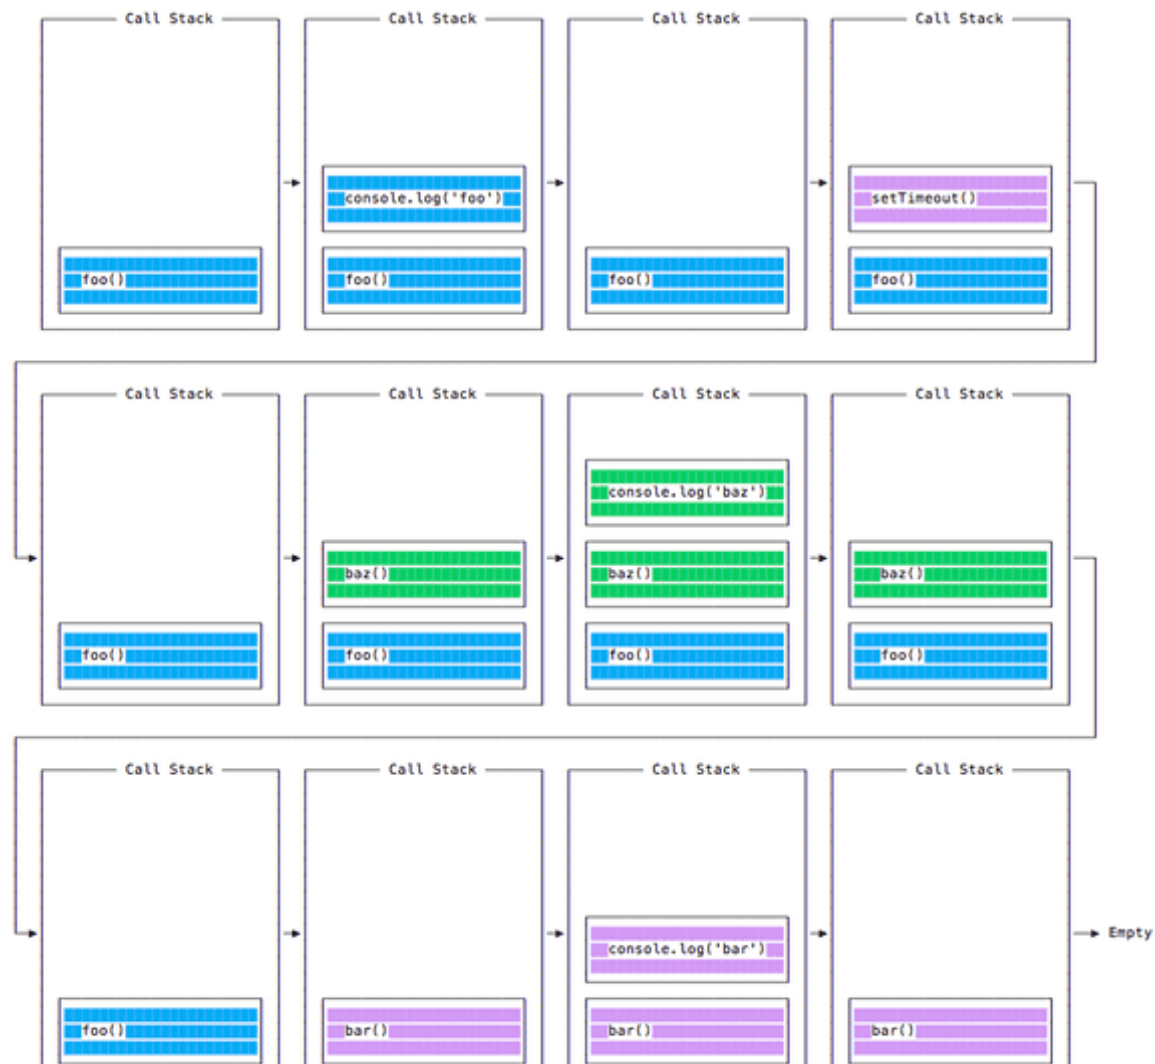 Call Stack Call Stack Call Stack Call Stack
console.log('foo') setTimeout()
foo() foo() foo() foo()
Call Stack Call Stack Call Stack Call Stack
console.log('baz')
baz() baz() baz()
foo() foo() foo() foo()
Call Stack Call Stack Call Stack Call Stack
Empty
console.log('bar')
foo() bar() bar() bar()